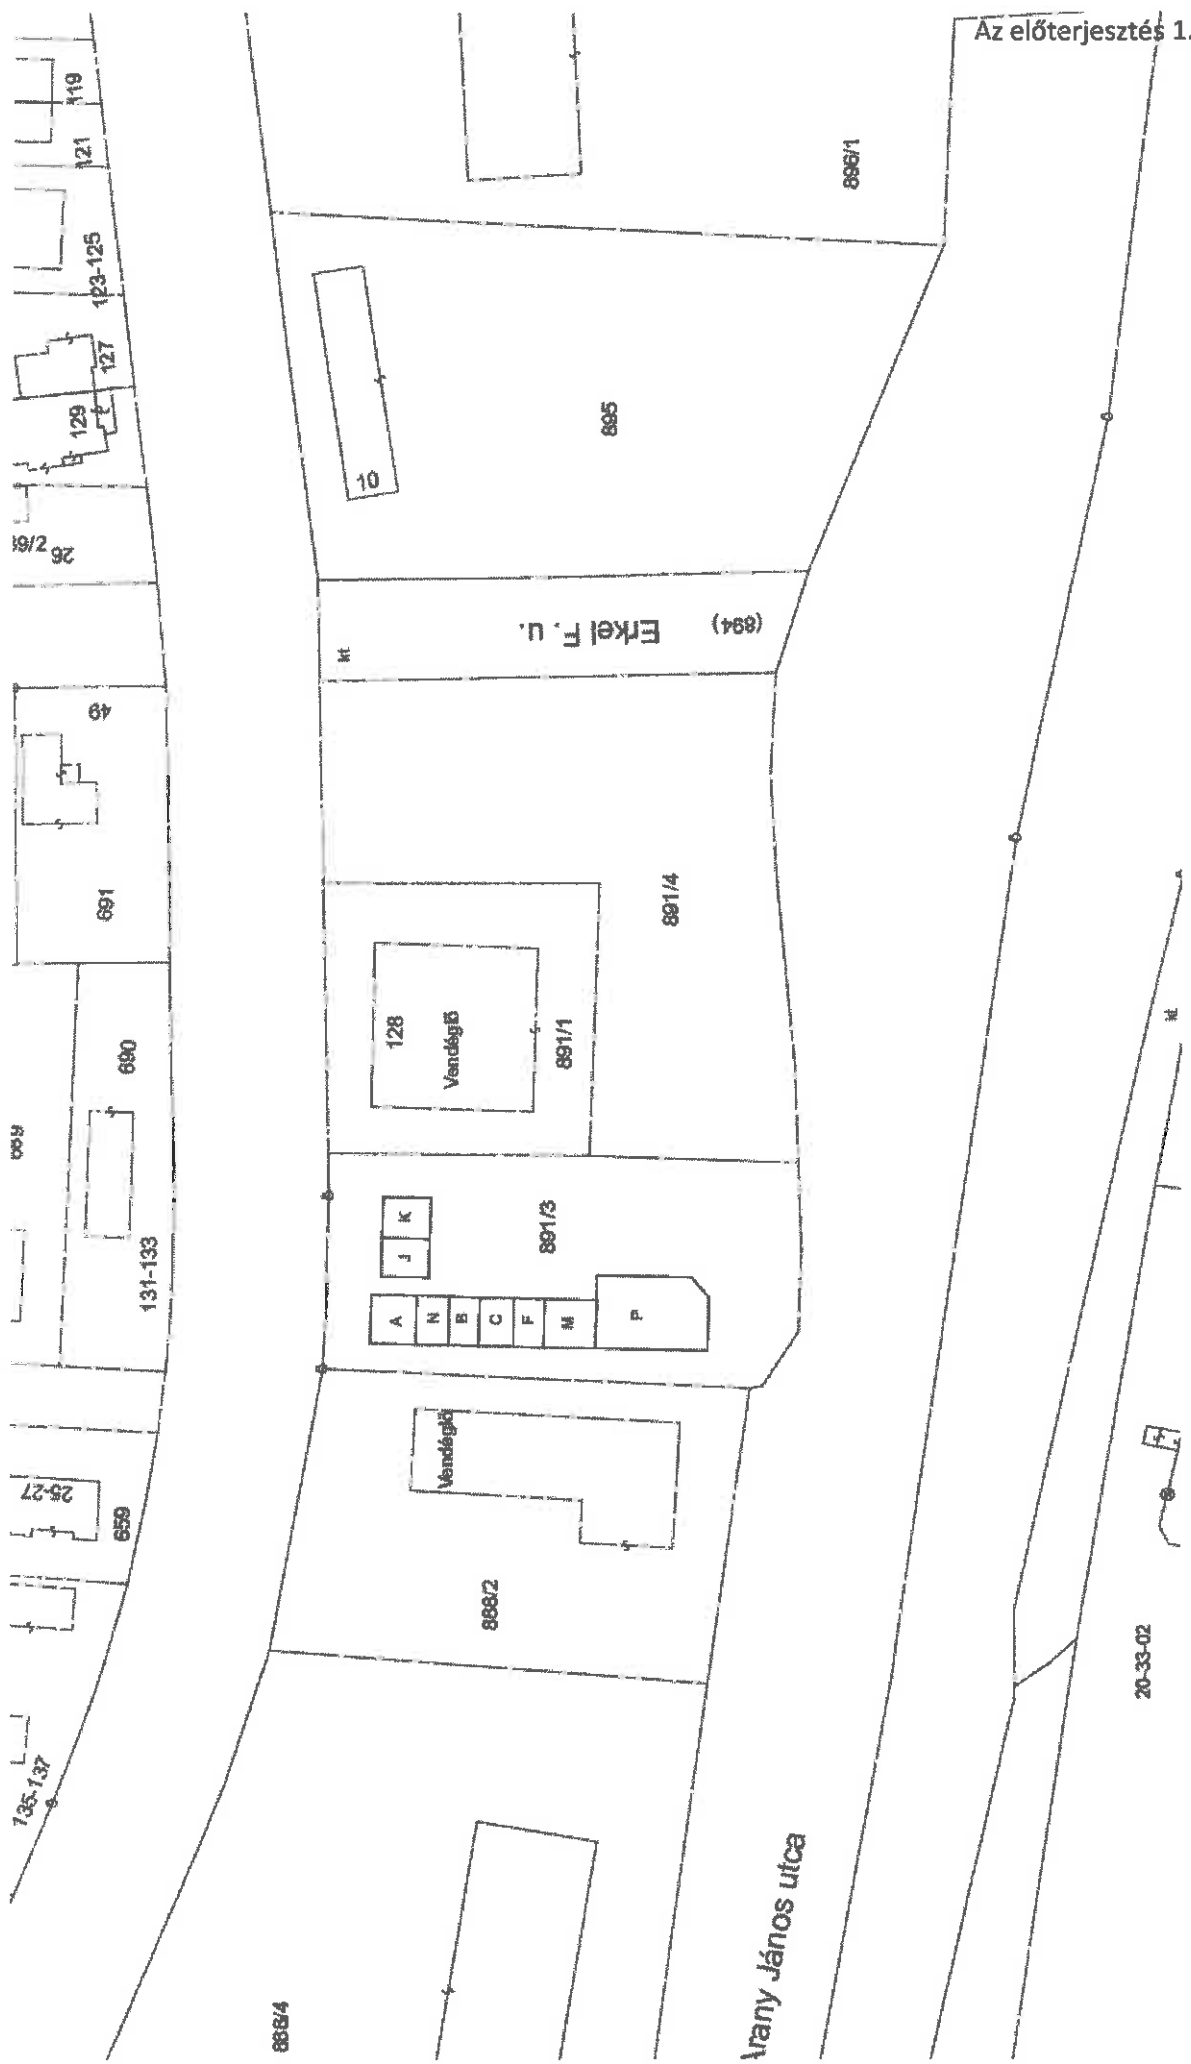 Az előterjesztés 1.
119
121
123-125
127
129
26
49
691
690
131-133
25-27
659
135-137
896/1
895
10
Erkel F. u.
(894)
kt
891/4
128
Vendéglő
891/1
891/3
K
J
A
N
B
C
F
M
P
Vendéglő
888/2
888/4
Arany János utca
kt
20-33-02